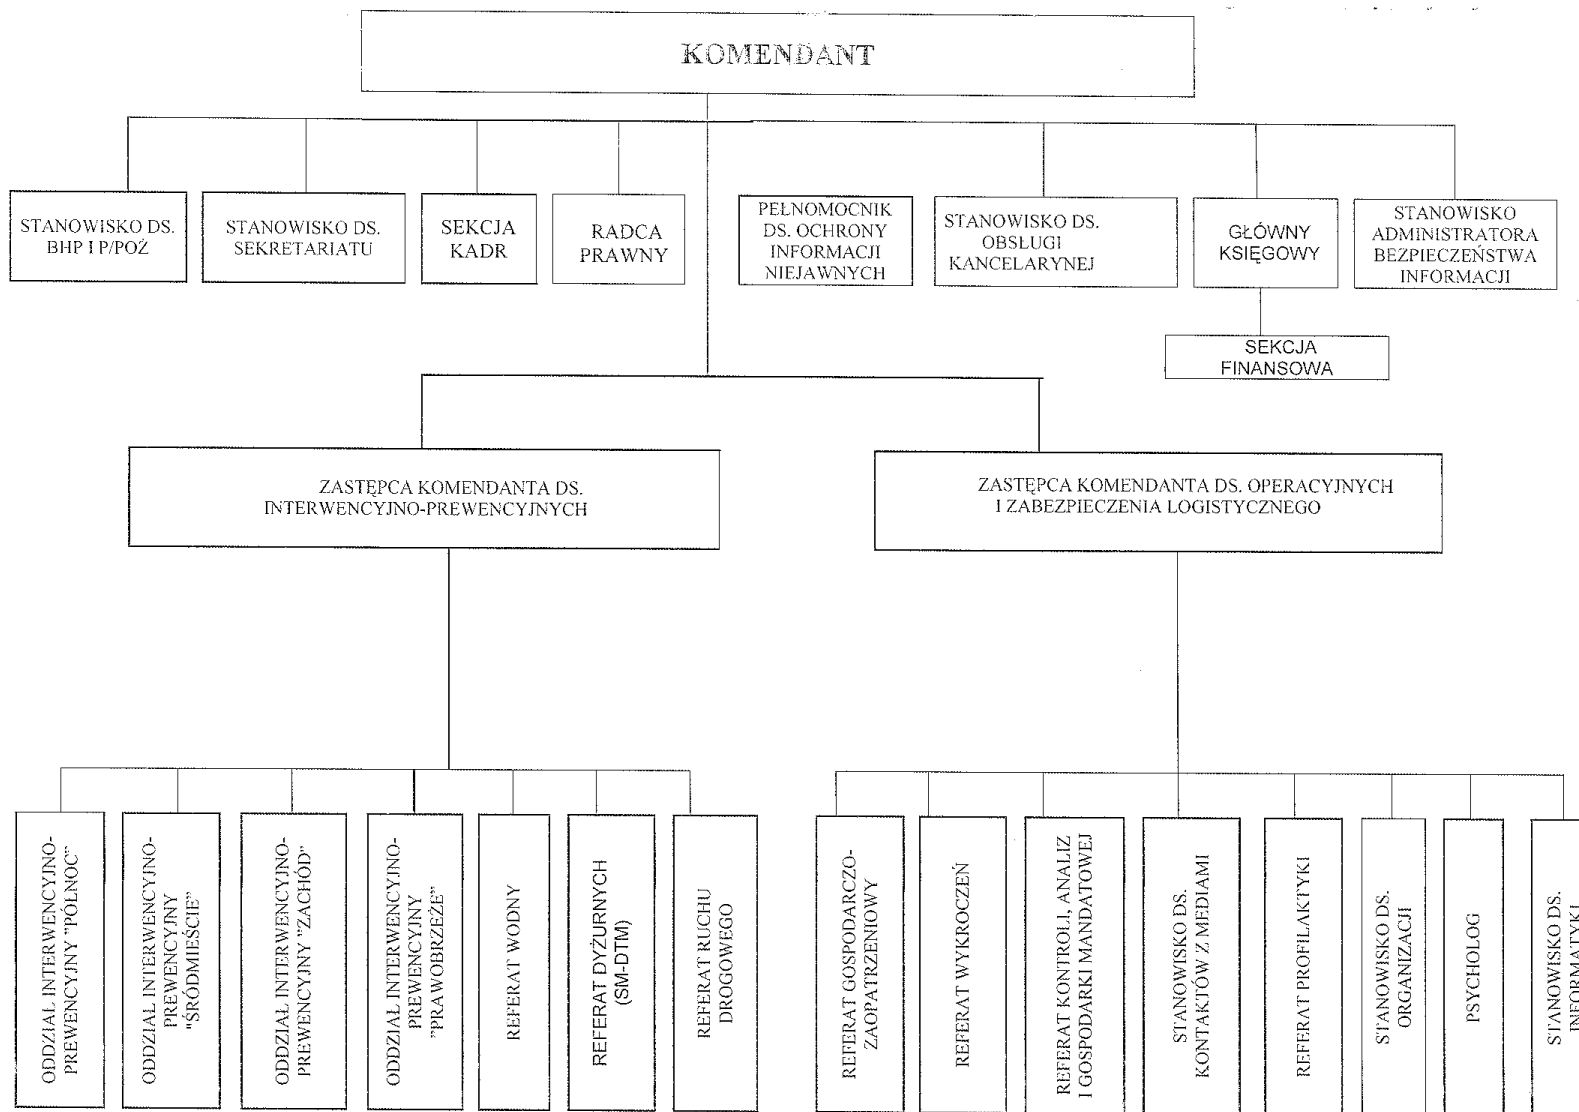 KOMENDANT
STANOWISKO DS.
BHP I P/POŻ
STANOWISKO DS.
SEKRETARIATU
SEKCJA
KADR
RADCA
PRAWNY
PEŁNOMOCNIK
DS. OCHRONY
INFORMACJI
NIEJAWNYCH
STANOWISKO DS.
OBSŁUGI
KANCELARYNEJ
GŁÓWNY
KSIĘGOWY
STANOWISKO
ADMINISTRATORA
BEZPIECZEŃSTWA
INFORMACJI
SEKCJA
FINANSOWA
ZASTĘPCA KOMENDANTA DS.
INTERWENCYJNO-PREWENCYJNYCH
ZASTĘPCA KOMENDANTA DS. OPERACYJNYCH
I ZABEZPIECZENIA LOGISTYCZNEGO
ODDZIAŁ INTERWENCYJNO-
PREWENCYJNY "PÓŁNOC"
ODDZIAŁ INTERWENCYJNO-
PREWENCYJNY
"ŚRÓDMIEŚCIE"
ODDZIAŁ INTERWENCYJNO-
PREWENCYJNY "ZACHÓD"
ODDZIAŁ INTERWENCYJNO-
PREWENCYJNY
"PRAWOBRZEŻE"
REFERAT WODNY
REFERAT DYŻURNYCH
(SM-DTM)
REFERAT RUCHU
DROGOWEGO
REFERAT GOSPODARCZO-
ZAOPATRZENIOWY
REFERAT WYKROCZEŃ
REFERAT KONTROLI, ANALIZ
I GOSPODARKI MANDATOWEJ
STANOWISKO DS.
KONTAKTÓW Z MEDIAMI
REFERAT PROFILAKTYKI
STANOWISKO DS.
ORGANIZACJI
PSYCHOLOG
STANOWISKO DS.
INFORMATYKI